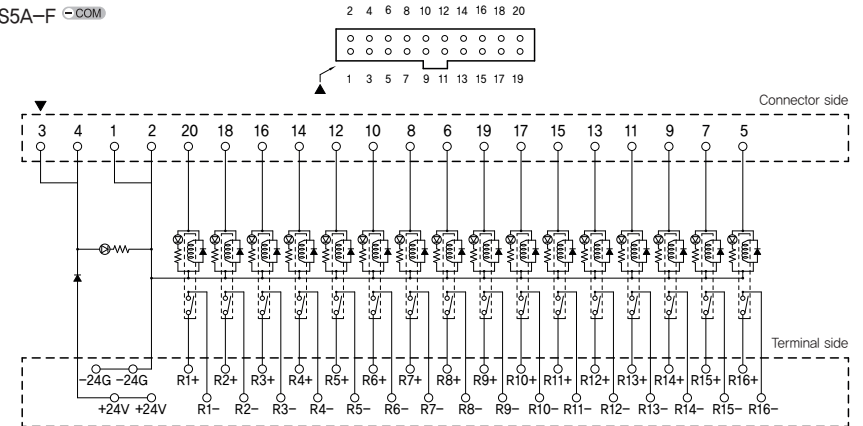 S5A-F -COM
2 4 6 8 10 12 14 16 18 20
1 3 5 7 9 11 13 15 17 19
Connector side
3 4 1 2 20 18 16 14 12 10 8 6 19 17 15 13 11 9 7 5
Terminal side
-24G -24G R1+ R2+ R3+ R4+ R5+ R6+ R7+ R8+ R9+ R10+ R11+ R12+ R13+ R14+ R15+ R16+
+24V +24V R1- R2- R3- R4- R5- R6- R7- R8- R9- R10- R11- R12- R13- R14- R15- R16-